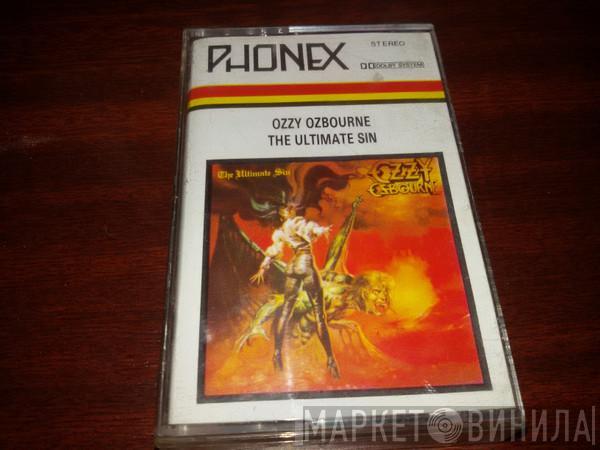 PHONEX
STEREO
DOLBY SYSTEM
OZZY OZBOURNE
THE ULTIMATE SIN
The Ultimate Sin
OZZY
OSBOURNE
МАРКЕТ ВИНИЛА